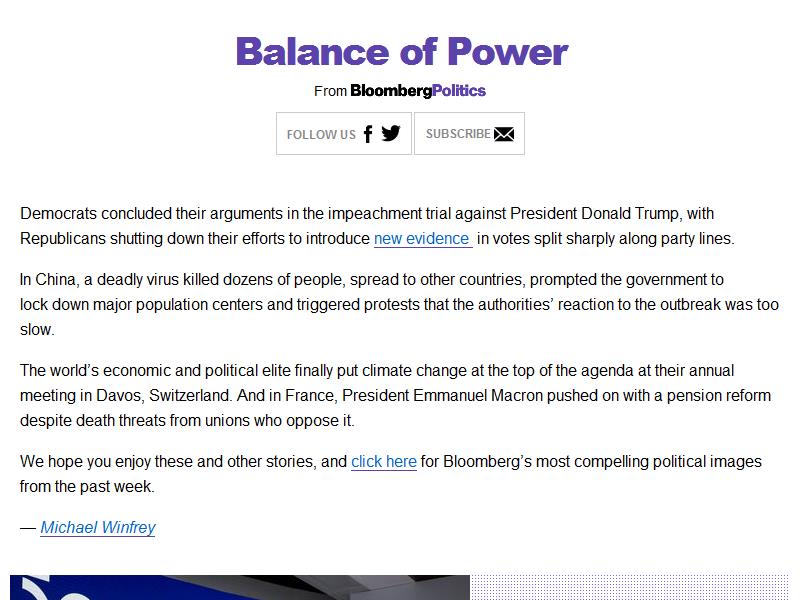 Balance of Power
From BloombergPolitics
FOLLOW US
SUBSCRIBE
Democrats concluded their arguments in the impeachment trial against President Donald Trump, with
Republicans shutting down their efforts to introduce new evidence in votes split sharply along party lines.
In China, a deadly virus killed dozens of people, spread to other countries, prompted the government to
lock down major population centers and triggered protests that the authorities’ reaction to the outbreak was too
slow.
The world’s economic and political elite finally put climate change at the top of the agenda at their annual
meeting in Davos, Switzerland. And in France, President Emmanuel Macron pushed on with a pension reform
despite death threats from unions who oppose it.
We hope you enjoy these and other stories, and click here for Bloomberg’s most compelling political images
from the past week.
— Michael Winfrey